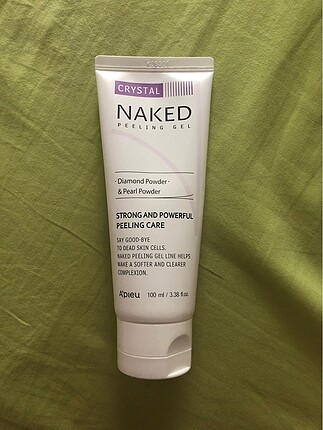 CRYSTAL
NAKED
PEELING GEL
· Diamond Powder ·
& Pearl Powder
STRONG AND POWERFUL
PEELING CARE
SAY GOOD-BYE
TO DEAD SKIN CELLS.
NAKED PEELING GEL LINE HELPS
MAKE A SOFTER AND CLEARER
COMPLEXION.
A'pieu 100 ml / 3.38 fl.oz.